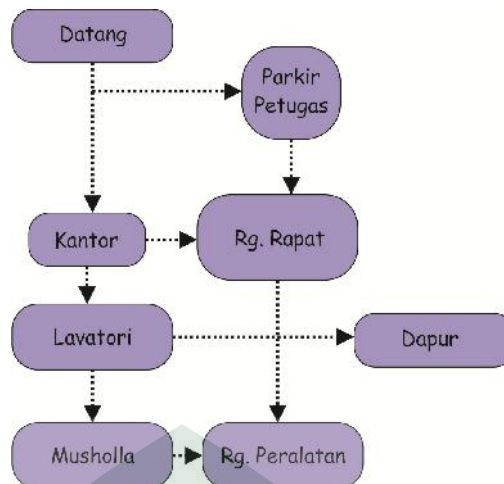 Datang
Parkir
Petugas
Kantor
Rg. Rapat
Lavatori
Dapur
Musholla
Rg. Peralatan